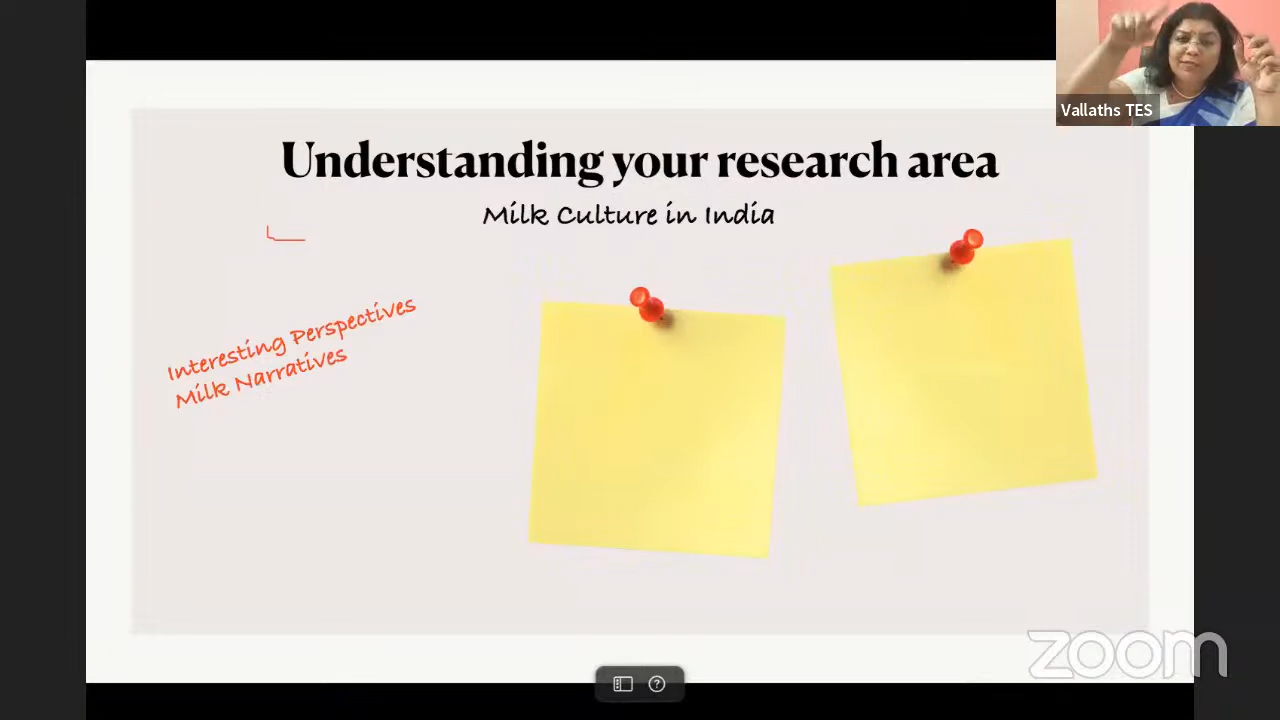 Understanding your research area
Milk Culture in India
Interesting Perspectives
Milk Narratives
Vallaths TES
zoom